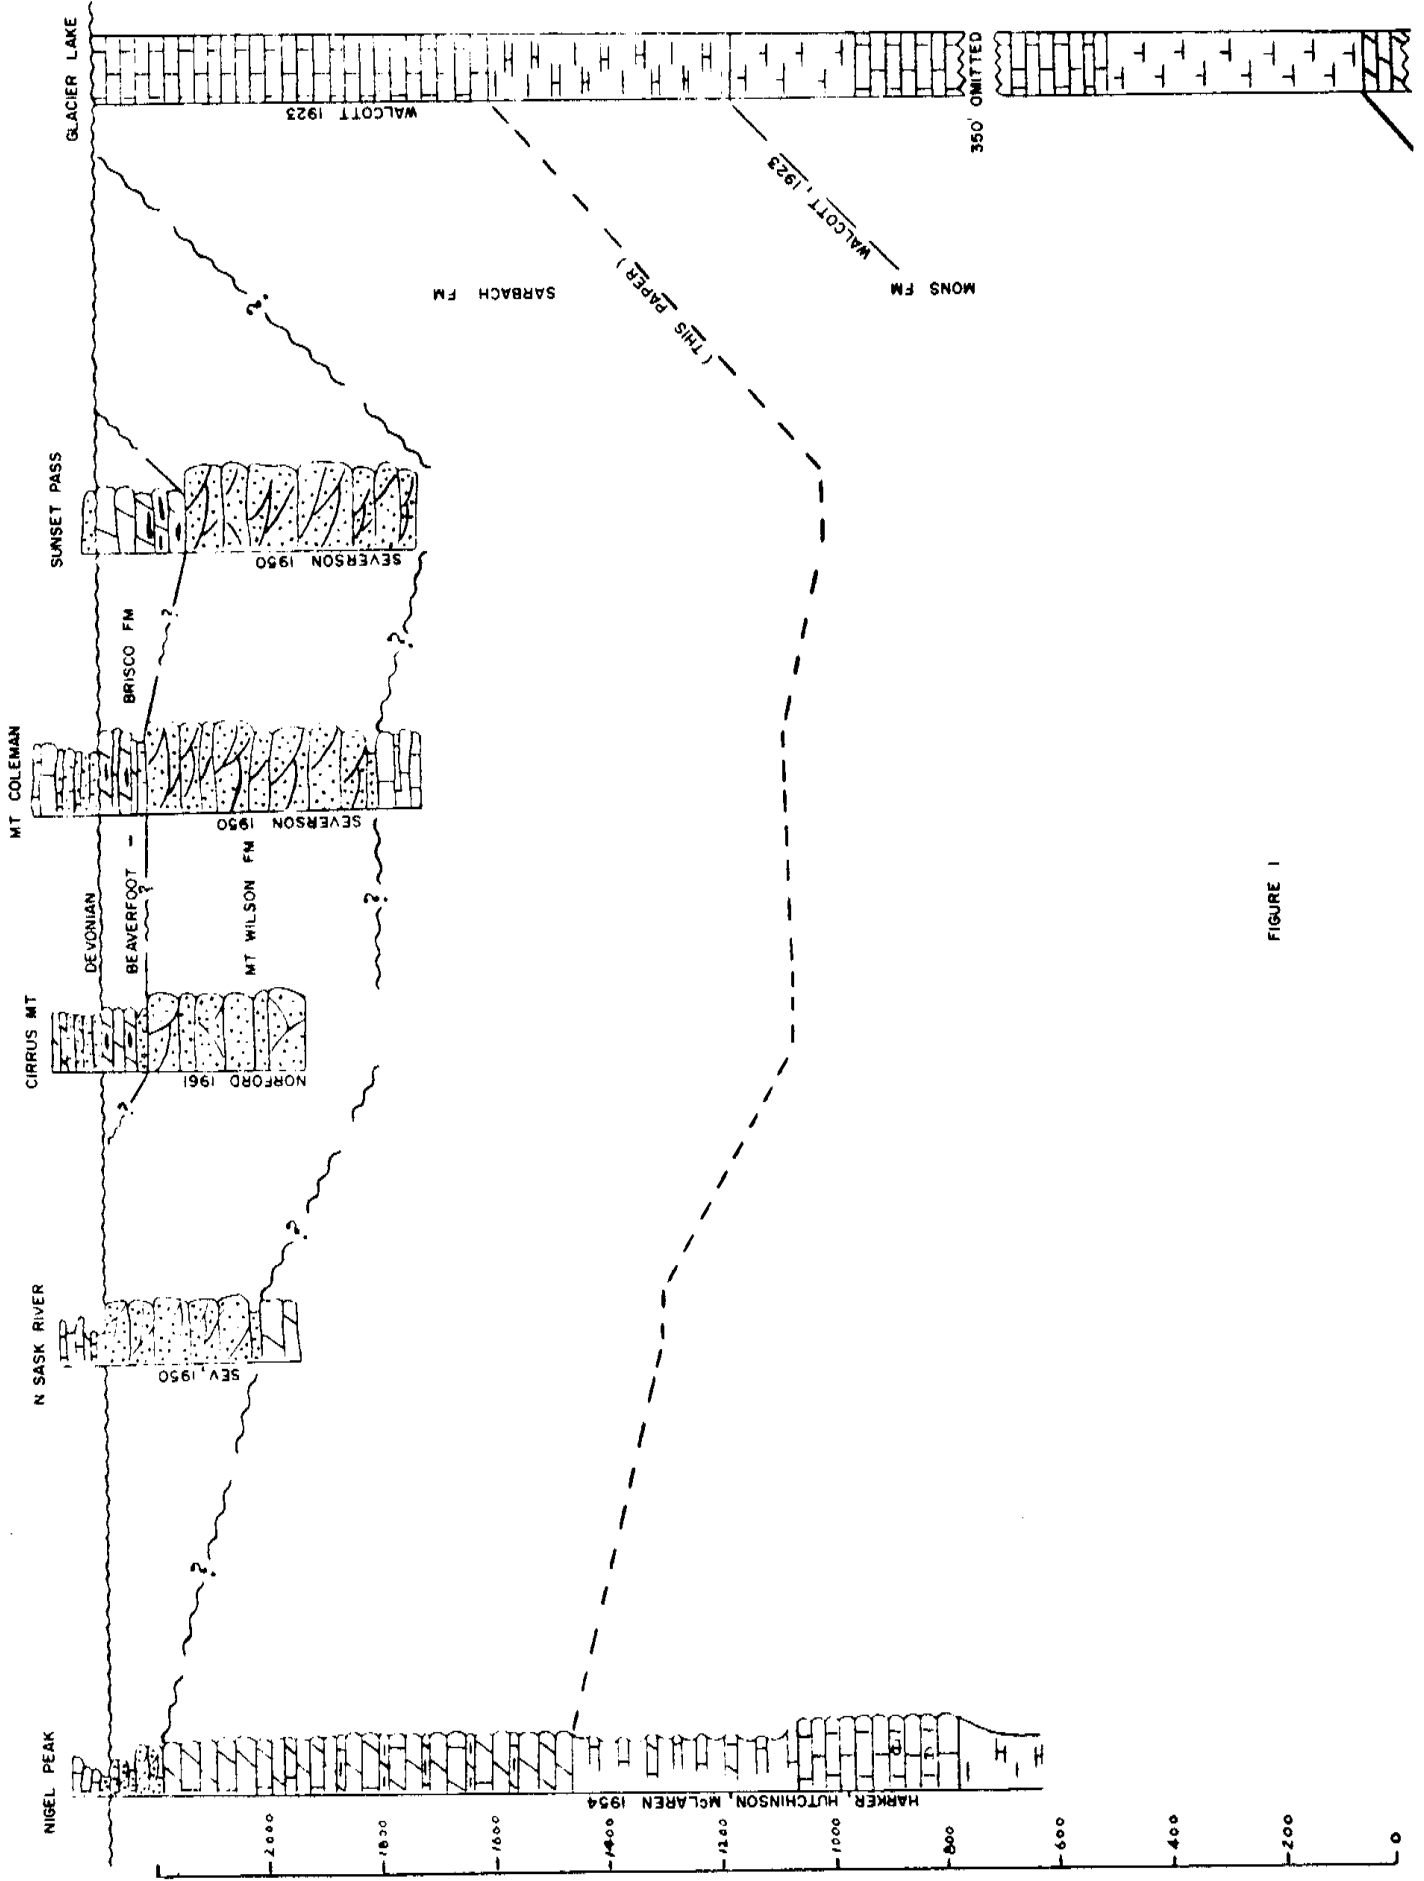 NIGEL PEAK
N SASK RIVER
CIRRUS MT
MT COLEMAN
SUNSET PASS
GLACIER LAKE
DEVONIAN
BEAVERFOOT – BRISCO FM
MT WILSON FM
SARBACH FM
MONS FM
HARKER, HUTCHINSON, McLAREN 1954
SEV, 1950
NORFORD 1961
SEVERSON 1950
SEVERSON 1950
WALCOTT 1923
(THIS PAPER)
WALCOTT, 1923
350' OMITTED
?
?
?
?
?
?
?
?
2000
1800
1600
1400
1200
1000
800
600
200
0
FIGURE 1